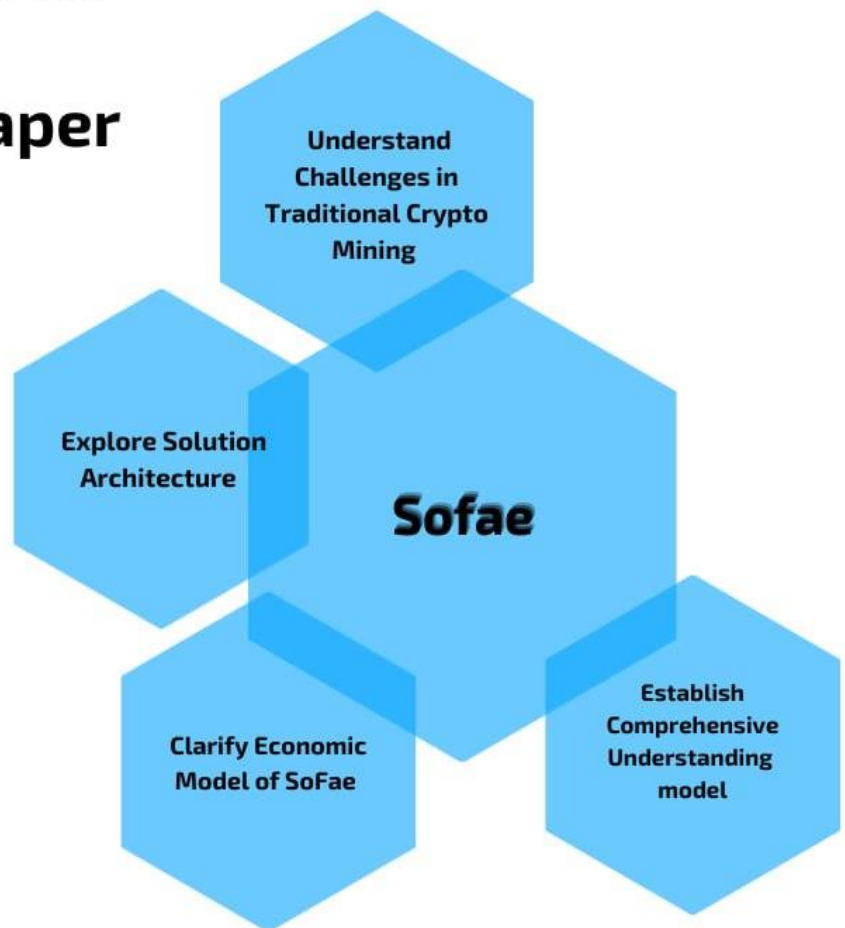 aper
Understand
Challenges in
Traditional Crypto
Mining
Explore Solution
Architecture
Sofae
Clarify Economic
Model of SoFae
Establish
Comprehensive
Understanding
model